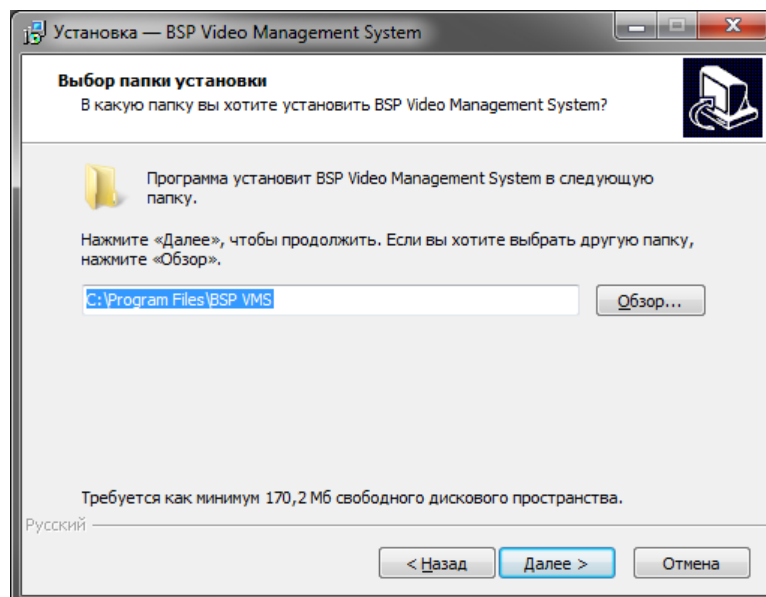 Установка — BSP Video Management System
Выбор папки установки
В какую папку вы хотите установить BSP Video Management System?
Программа установит BSP Video Management System в следующую
папку.
Нажмите «Далее», чтобы продолжить. Если вы хотите выбрать другую папку,
нажмите «Обзор».
C:\Program Files\BSP VMS
Обзор...
Требуется как минимум 170,2 Мб свободного дискового пространства.
Русский
< Назад
Далее >
Отмена